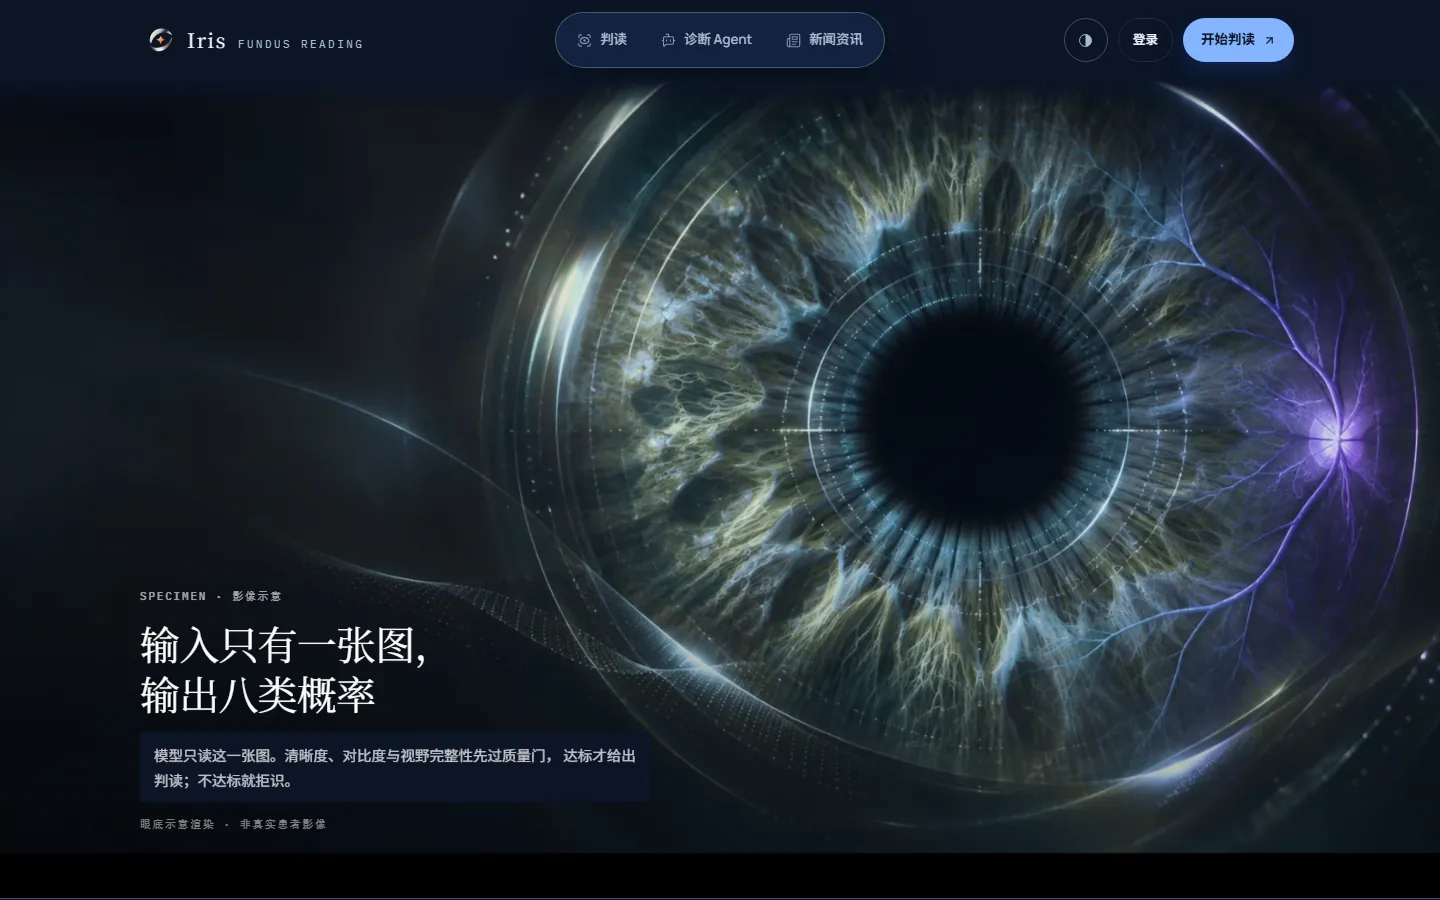 Iris FUNDUS READING
判读 诊断 Agent 新闻资讯
登录 开始判读
SPECIMEN · 影像示意
输入只有一张图，
输出八类概率
模型只读这一张图。清晰度、对比度与视野完整性先过质量门， 达标才给出
判读；不达标就拒识。
眼底示意渲染 · 非真实患者影像